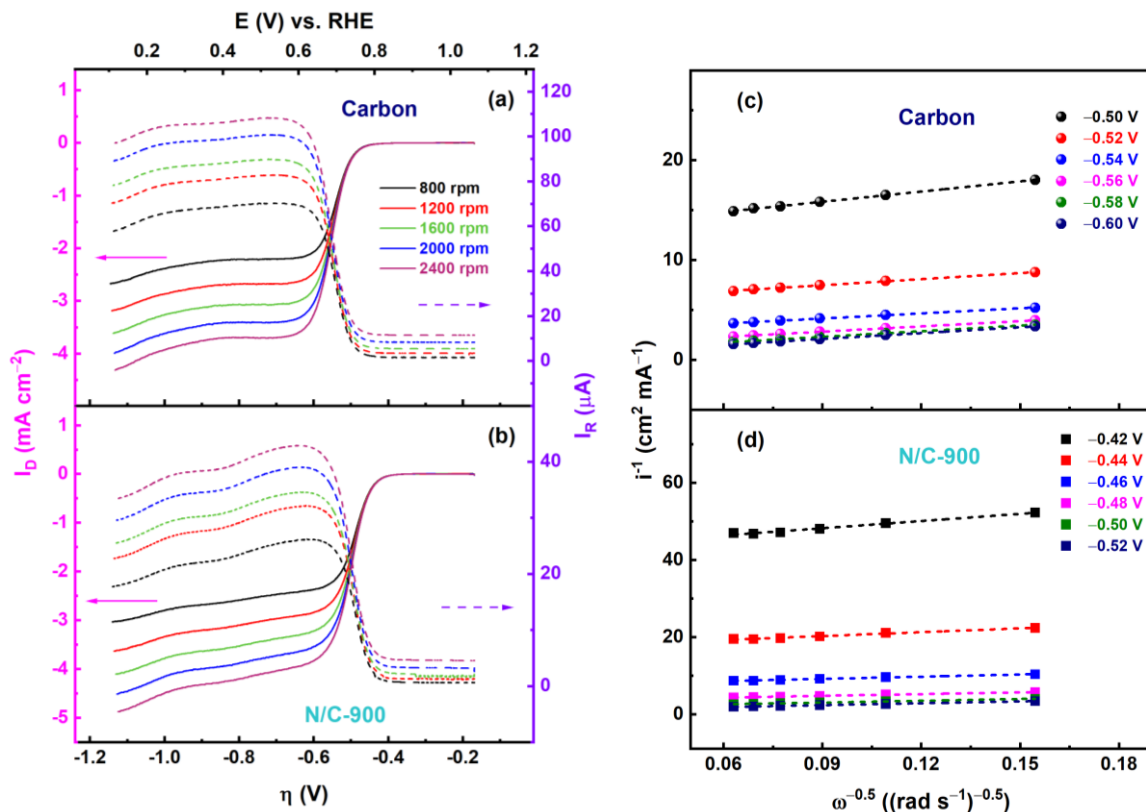 E (V) vs. RHE
0.2 0.4 0.6 0.8 1.0 1.2
(a)
Carbon
1
0
-1
-2
-3
-4
120
100
80
60
40
20
0
800 rpm
1200 rpm
1600 rpm
2000 rpm
2400 rpm
I_D (mA cm⁻²)
I_R (μA)
(b)
N/C-900
1
0
-1
-2
-3
-4
-5
40
20
0
-1.2 -1.0 -0.8 -0.6 -0.4 -0.2
η (V)
(c)
Carbon
−0.50 V
−0.52 V
−0.54 V
−0.56 V
−0.58 V
−0.60 V
20
10
0
i⁻¹ (cm² mA⁻¹)
(d)
N/C-900
−0.42 V
−0.44 V
−0.46 V
−0.48 V
−0.50 V
−0.52 V
60
40
20
0
0.06 0.09 0.12 0.15 0.18
ω⁻⁰·⁵ ((rad s⁻¹)⁻⁰·⁵)